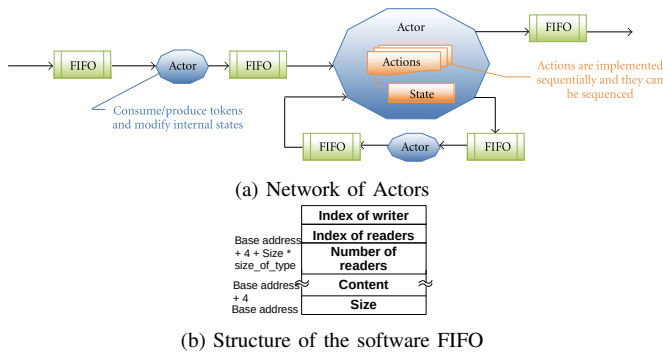 FIFO
Actor
FIFO
Actor
Actions
State
FIFO
Actions are implemented
sequentially and they can
be sequenced
Consume/produce tokens
and modify internal states
FIFO
Actor
FIFO
(a) Network of Actors
Index of writer
Index of readers
Base address
+ 4 + Size *
size_of_type
Number of
readers
Base address
+ 4
Content
Base address
Size
(b) Structure of the software FIFO